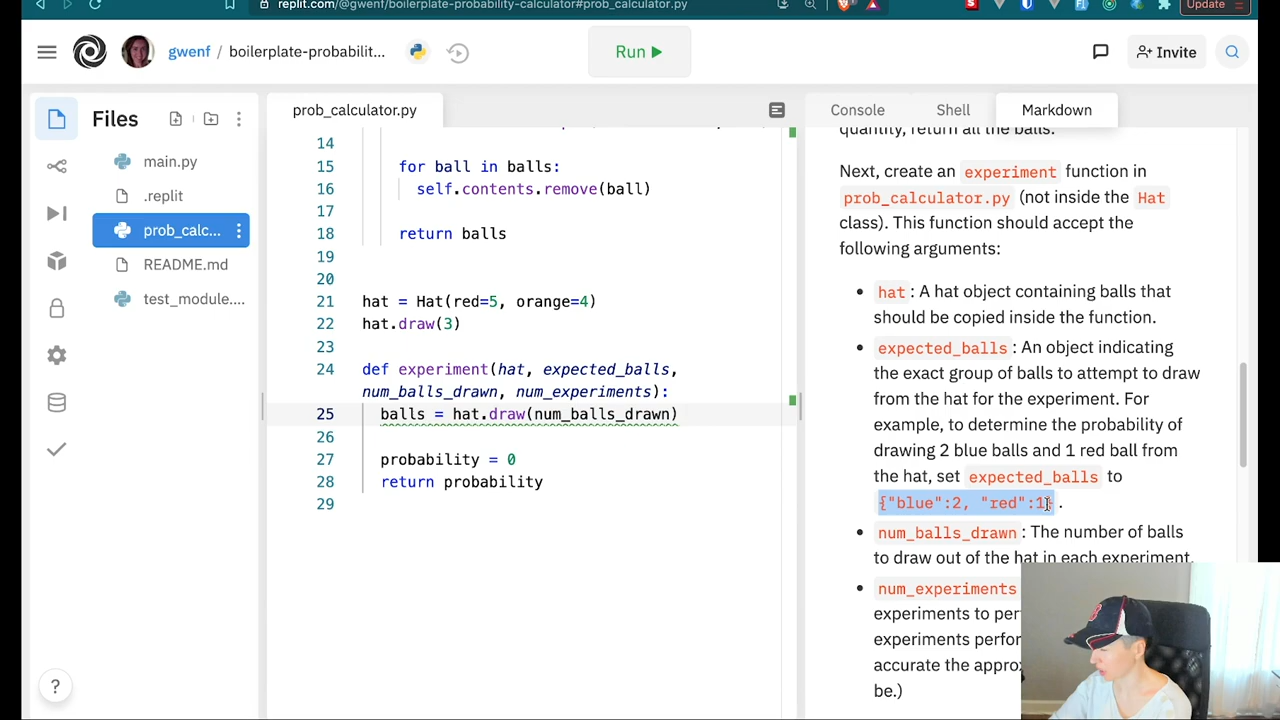 replit.com/@gwenf/boilerplate-probability-calculator#prob_calculator.py
Update
gwenf / boilerplate-probabilit...
Run
Invite
Files
main.py
.replit
prob_calc...
README.md
test_module....
prob_calculator.py
14
15 for ball in balls:
16 self.contents.remove(ball)
17
18 return balls
19
20
21 hat = Hat(red=5, orange=4)
22 hat.draw(3)
23
24 def experiment(hat, expected_balls,
num_balls_drawn, num_experiments):
25 balls = hat.draw(num_balls_drawn)
26
27 probability = 0
28 return probability
29
Console Shell Markdown
quantity, return all the balls.
Next, create an experiment function in
prob_calculator.py (not inside the Hat
class). This function should accept the
following arguments:
• hat : A hat object containing balls that
should be copied inside the function.
• expected_balls : An object indicating
the exact group of balls to attempt to draw
from the hat for the experiment. For
example, to determine the probability of
drawing 2 blue balls and 1 red ball from
the hat, set expected_balls to
{"blue":2, "red":1} .
• num_balls_drawn : The number of balls
to draw out of the hat in each experiment.
• num_experiments
experiments to per
experiments perfor
accurate the approx
be.)
?